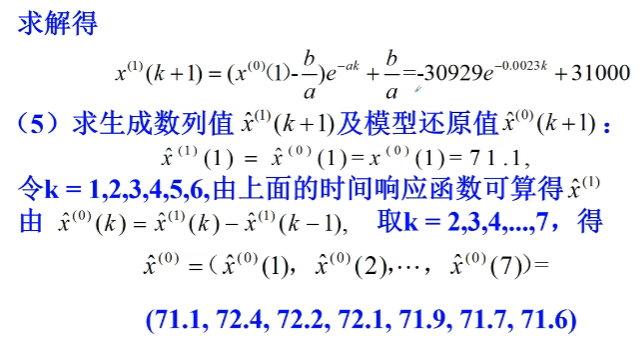 求解得
x^{(1)}(k+1) = (x^{(0)}(1)-\frac{b}{a})e^{-ak} + \frac{b}{a}=-30929e^{-0.0023k} + 31000
（5）求生成数列值 \hat{x}^{(1)}(k+1)及模型还原值\hat{x}^{(0)}(k+1)：
\hat{x}^{(1)}(1) = \hat{x}^{(0)}(1)=x^{(0)}(1)=71.1,
令k = 1,2,3,4,5,6,由上面的时间响应函数可算得\hat{x}^{(1)}
由 \hat{x}^{(0)}(k)=\hat{x}^{(1)}(k)-\hat{x}^{(1)}(k-1), 取k = 2,3,4,...,7，得
\hat{x}^{(0)}=(\hat{x}^{(0)}(1)，\hat{x}^{(0)}(2),…，\hat{x}^{(0)}(7))=
(71.1, 72.4, 72.2, 72.1, 71.9, 71.7, 71.6)